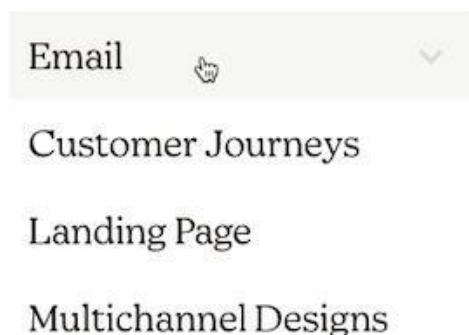 Email
Customer Journeys
Landing Page
Multichannel Designs